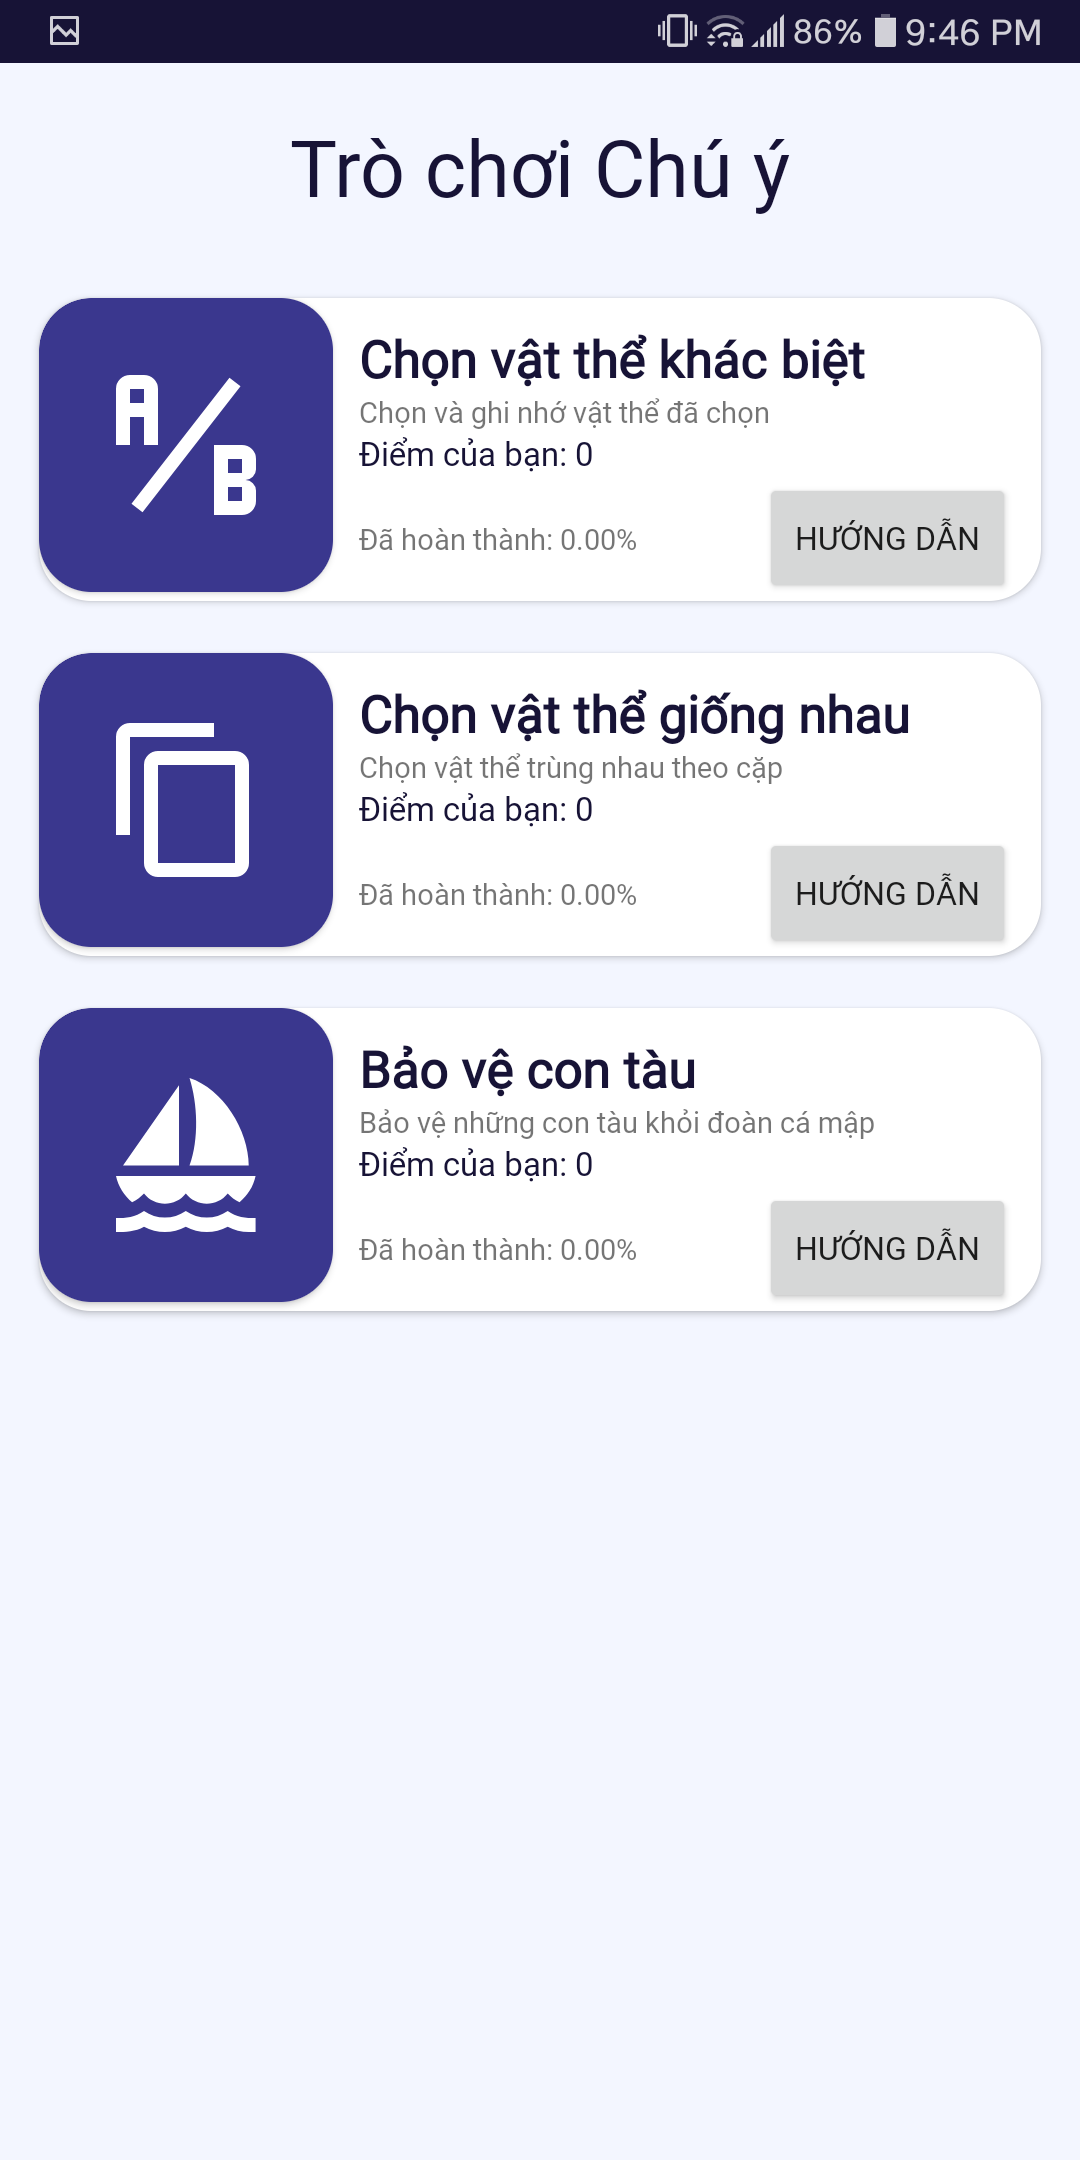 86% 9:46 PM
Trò chơi Chú ý
A/B
Chọn vật thể khác biệt
Chọn và ghi nhớ vật thể đã chọn
Điểm của bạn: 0
Đã hoàn thành: 0.00%
HƯỚNG DẪN
Chọn vật thể giống nhau
Chọn vật thể trùng nhau theo cặp
Điểm của bạn: 0
Đã hoàn thành: 0.00%
HƯỚNG DẪN
Bảo vệ con tàu
Bảo vệ những con tàu khỏi đoàn cá mập
Điểm của bạn: 0
Đã hoàn thành: 0.00%
HƯỚNG DẪN